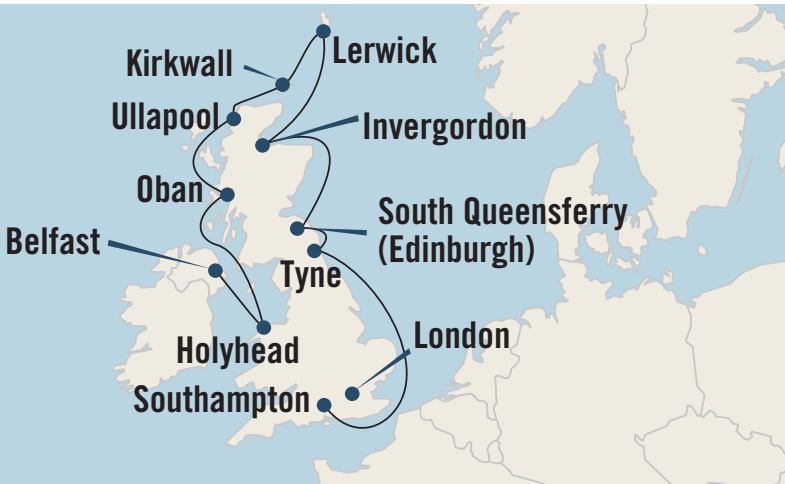 Lerwick
Kirkwall
Ullapool
Invergordon
Oban
South Queensferry
(Edinburgh)
Belfast
Tyne
London
Holyhead
Southampton